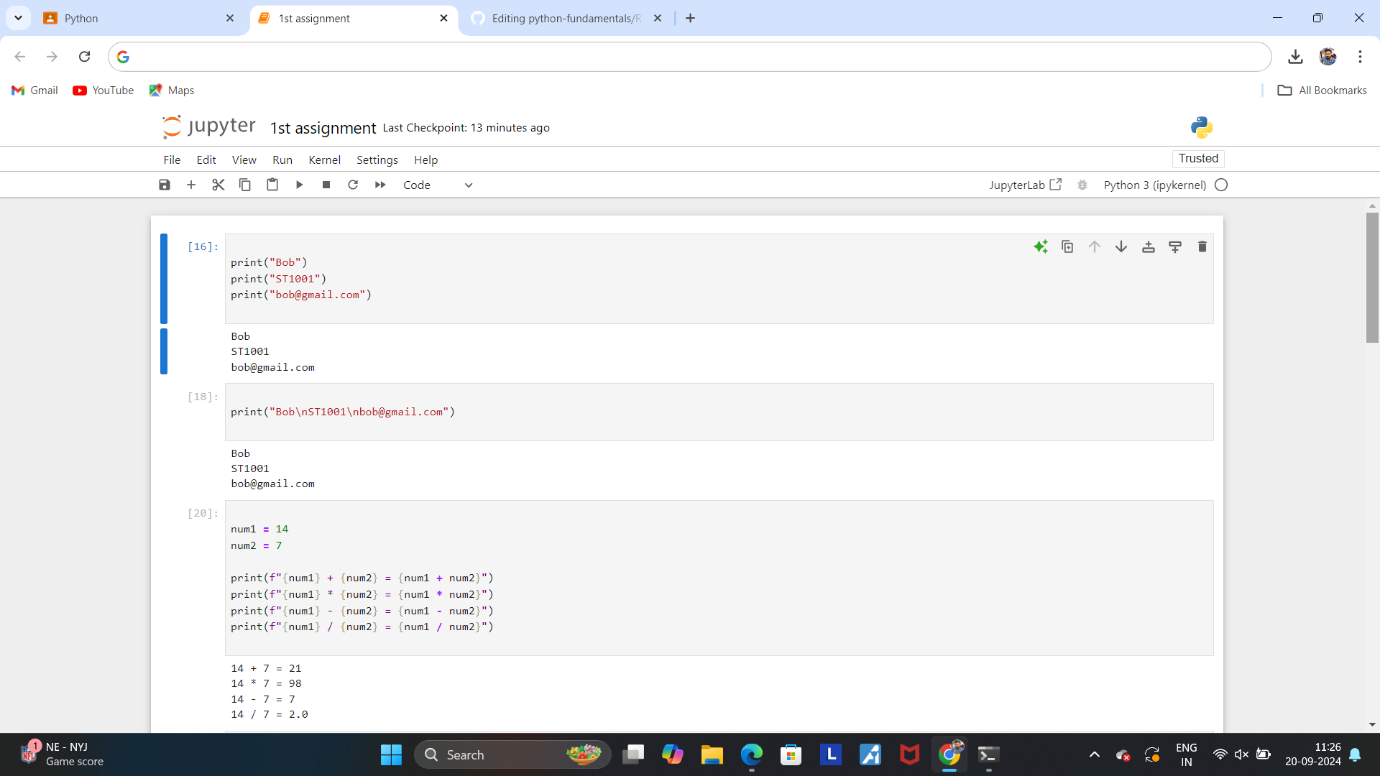 Python
1st assignment
Editing python-fundamentals/R
Gmail
YouTube
Maps
All Bookmarks
jupyter
1st assignment
Last Checkpoint: 13 minutes ago
File
Edit
View
Run
Kernel
Settings
Help
Trusted
Code
JupyterLab
Python 3 (ipykernel)
[16]:
print("Bob")
print("ST1001")
print("bob@gmail.com")
Bob
ST1001
bob@gmail.com
[18]:
print("Bob\nST1001\nbob@gmail.com")
Bob
ST1001
bob@gmail.com
[20]:
num1 = 14
num2 = 7
print(f"{num1} + {num2} = {num1 + num2}")
print(f"{num1} * {num2} = {num1 * num2}")
print(f"{num1} - {num2} = {num1 - num2}")
print(f"{num1} / {num2} = {num1 / num2}")
14 + 7 = 21
14 * 7 = 98
14 - 7 = 7
14 / 7 = 2.0
1
NE - NYJ
Game score
Search
L
ENG
IN
11:26
20-09-2024